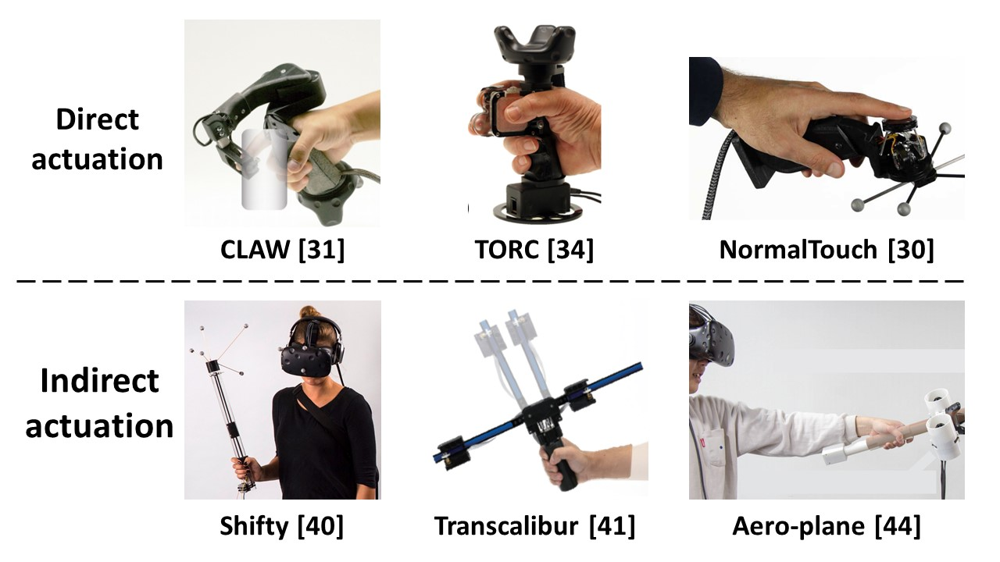 Direct
actuation
CLAW [31]
TORC [34]
NormalTouch [30]
Indirect
actuation
Shifty [40]
Transcalibur [41]
Aero-plane [44]